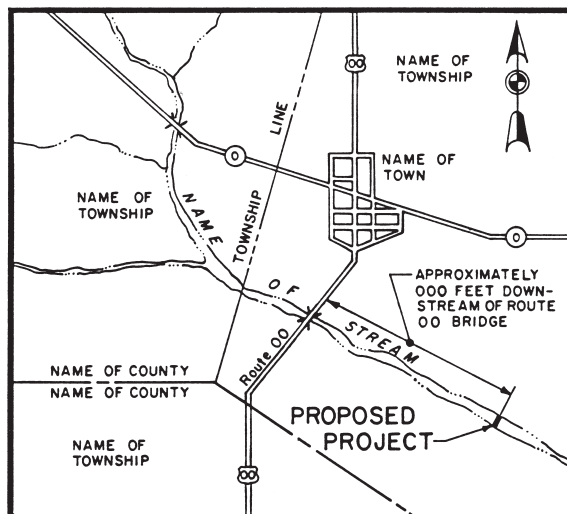 00
NAME OF
TOWNSHIP
LINE
0
NAME OF
TOWN
NAME OF
TOWNSHIP
NAME
TOWNSHIP
0
OF
APPROXIMATELY
000 FEET DOWN-
STREAM OF ROUTE
00 BRIDGE
STREAM
Route 00
NAME OF COUNTY
NAME OF COUNTY
PROPOSED
PROJECT
NAME OF
TOWNSHIP
00